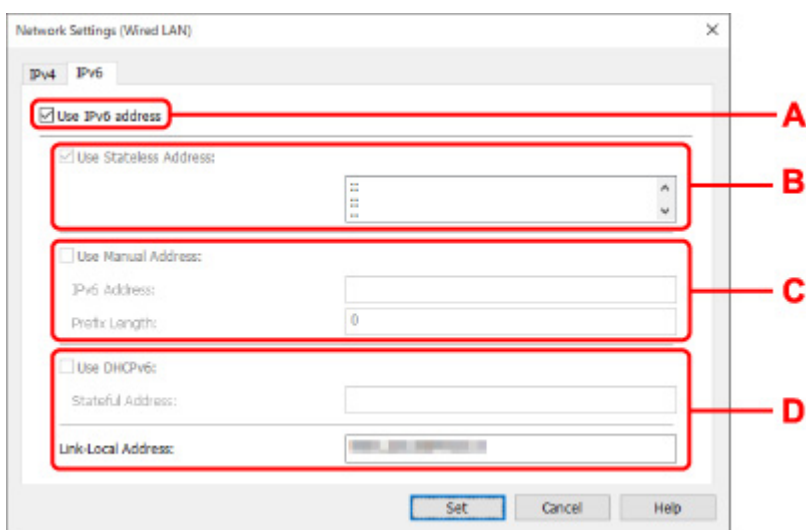 Network Settings (Wired LAN)
IPv4 IPv6
Use IPv6 address
A
Use Stateless Address:
::
::
::
B
Use Manual Address:
IPv6 Address:
Prefix Length: 0
C
Use DHCPv6:
Stateful Address:
D
Link-Local Address:
Set Cancel Help